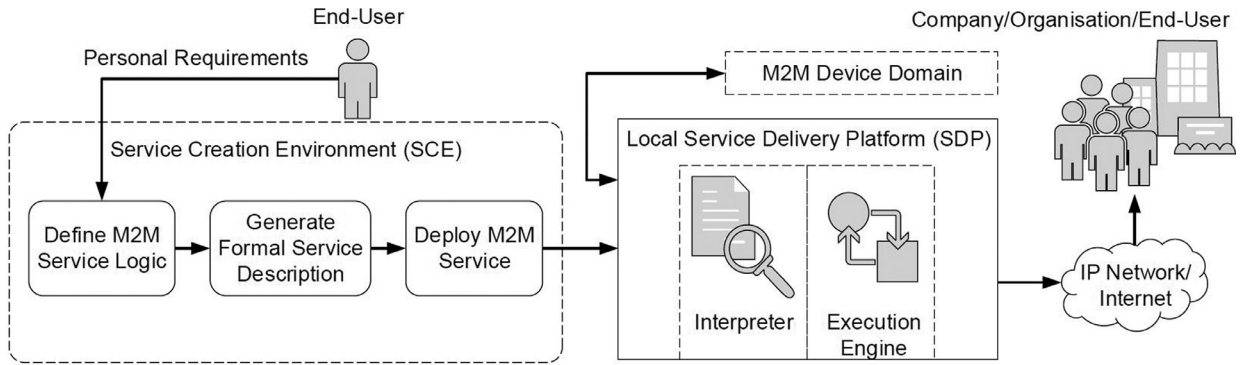 End-User
Personal Requirements
Service Creation Environment (SCE)
Define M2M
Service Logic
Generate
Formal Service
Description
Deploy M2M
Service
M2M Device Domain
Local Service Delivery Platform (SDP)
Interpreter
Execution
Engine
Company/Organisation/End-User
IP Network/
Internet